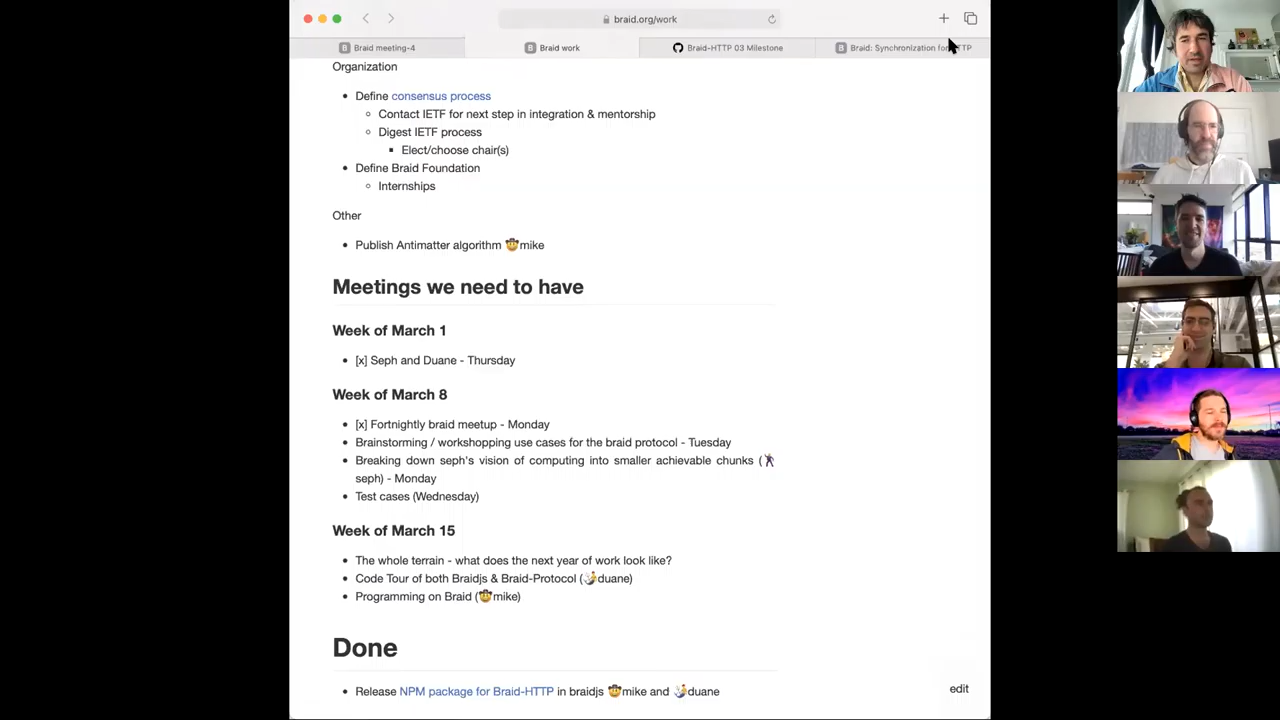 braid.org/work
Braid meeting-4
Braid work
Braid-HTTP 03 Milestone
Braid: Synchronization for HTTP
Organization
Define consensus process
Contact IETF for next step in integration & mentorship
Digest IETF process
Elect/choose chair(s)
Define Braid Foundation
Internships
Other
Publish Antimatter algorithm 🤠mike
Meetings we need to have
Week of March 1
[x] Seph and Duane - Thursday
Week of March 8
[x] Fortnightly braid meetup - Monday
Brainstorming / workshopping use cases for the braid protocol - Tuesday
Breaking down seph's vision of computing into smaller achievable chunks (🕺
seph) - Monday
Test cases (Wednesday)
Week of March 15
The whole terrain - what does the next year of work look like?
Code Tour of both Braidjs & Braid-Protocol (🤽duane)
Programming on Braid (🤠mike)
Done
Release NPM package for Braid-HTTP in braidjs 🤠mike and 🤽duane
edit